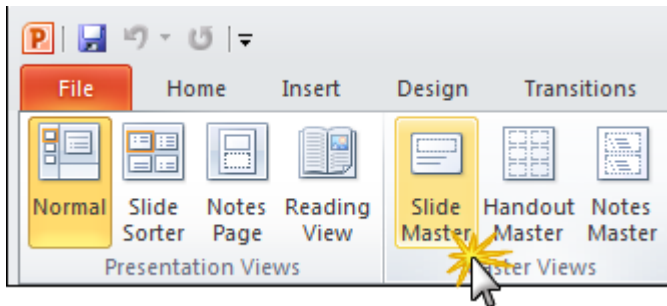 P
File Home Insert Design Transitions
Normal Slide Sorter Notes Page Reading View Slide Master Handout Master Notes Master
Presentation Views Master Views